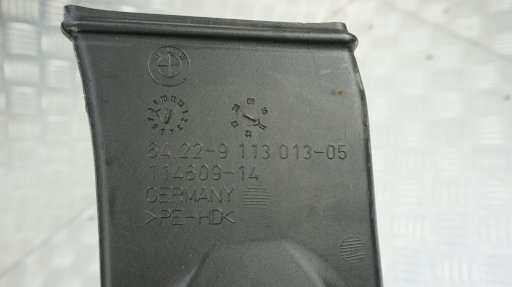 64.22-9 113 013-05
114609-14
GERMANY
>PE-HD<